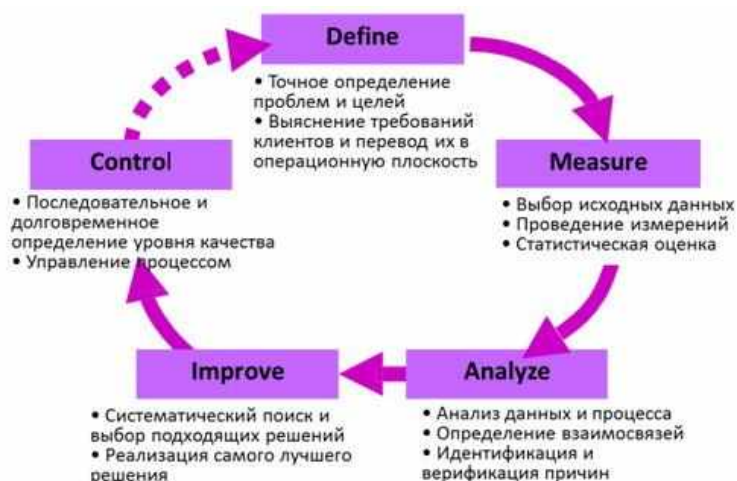 Define
• Точное определение
проблем и целей
• Выяснение требований
клиентов и перевод их в
операционную плоскость
Measure
• Выбор исходных данных
• Проведение измерений
• Статистическая оценка
Analyze
• Анализ данных и процесса
• Определение взаимосвязей
• Идентификация и
верификация причин
Improve
• Систематический поиск и
выбор подходящих решений
• Реализация самого лучшего
решения
Control
• Последовательное и
долговременное
определение уровня качества
• Управление процессом